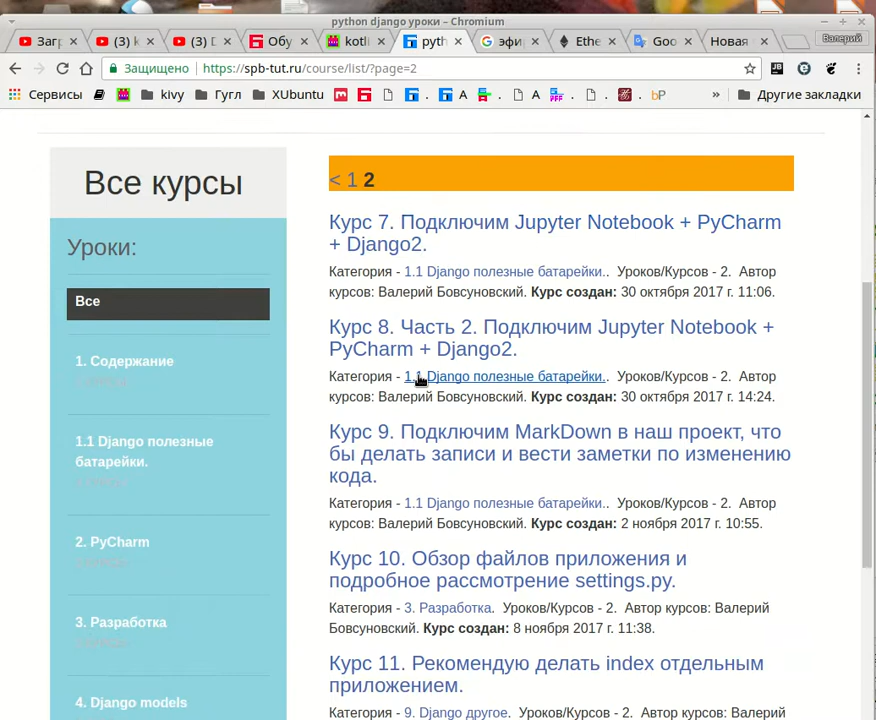 python django уроки – Chromium
Загр
(3) k
(3) D
Обу
kotli
pyth
эфи
Ethe
Goo
Новая
Валерий
Защищено https://spb-tut.ru/course/list/?page=2
Сервисы kivy Гугл XUbuntu . A . A . bP » Другие закладки
Все курсы
Уроки:
Все
1. Содержание
1.1 Django полезные
батарейки.
2. PyCharm
3. Разработка
4. Django models
< 1 2
Курс 7. Подключим Jupyter Notebook + PyCharm
+ Django2.
Категория - 1.1 Django полезные батарейки.. Уроков/Курсов - 2. Автор
курсов: Валерий Бовсуновский. Курс создан: 30 октября 2017 г. 11:06.
Курс 8. Часть 2. Подключим Jupyter Notebook +
PyCharm + Django2.
Категория - 1.1 Django полезные батарейки.. Уроков/Курсов - 2. Автор
курсов: Валерий Бовсуновский. Курс создан: 30 октября 2017 г. 14:24.
Курс 9. Подключим MarkDown в наш проект, что
бы делать записи и вести заметки по изменению
кода.
Категория - 1.1 Django полезные батарейки.. Уроков/Курсов - 2. Автор
курсов: Валерий Бовсуновский. Курс создан: 2 ноября 2017 г. 10:55.
Курс 10. Обзор файлов приложения и
подробное рассмотрение settings.py.
Категория - 3. Разработка. Уроков/Курсов - 2. Автор курсов: Валерий
Бовсуновский. Курс создан: 8 ноября 2017 г. 11:38.
Курс 11. Рекомендую делать index отдельным
приложением.
Категория - 9. Django другое. Уроков/Курсов - 2. Автор курсов: Валерий